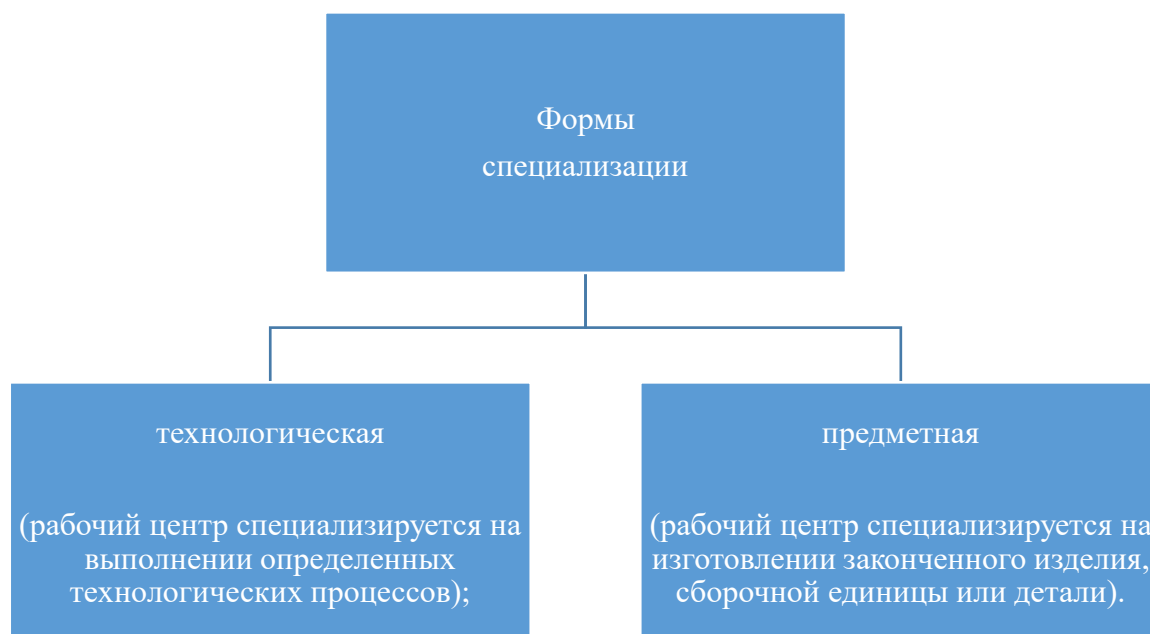 Формы
специализации
технологическая
(рабочий центр специализируется на
выполнении определенных
технологических процессов);
предметная
(рабочий центр специализируется на
изготовлении законченного изделия,
сборочной единицы или детали).